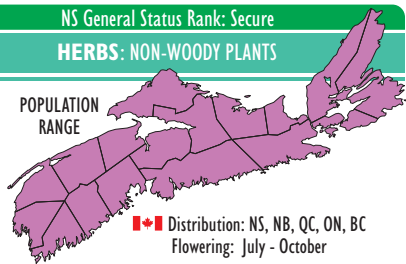 NS General Status Rank: Secure
HERBS: NON-WOODY PLANTS
POPULATION
RANGE
Distribution: NS, NB, QC, ON, BC
Flowering: July - October